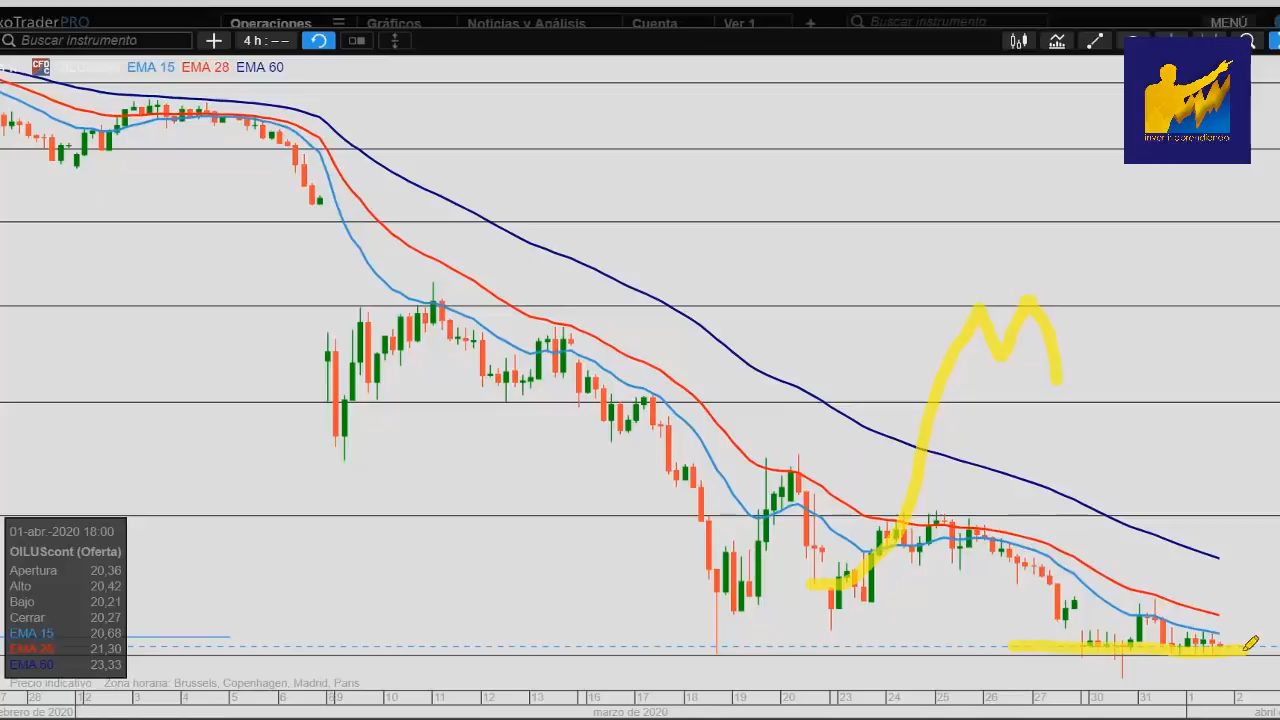 xoTraderPRO Operaciones Gráficos Noticias y Análisis Cuenta Ver 1 + Buscar instrumento MENÚ
Buscar instrumento + 4 h : – –
CFD EMA 15 EMA 28 EMA 60
invertir aprendiendo
01-abr.-2020 18:00
OILUScont (Oferta)
Apertura 20,36
Alto 20,42
Bajo 20,21
Cerrar 20,27
EMA 15 20,68
EMA 28 21,30
EMA 60 23,33
Precio indicativo Zona horaria: Brussels, Copenhagen, Madrid, Paris
28 2 3 4 5 6 9 10 11 12 13 16 17 18 19 20 23 24 25 26 27 30 31 1 2
ebrero de 2020 marzo de 2020 abril